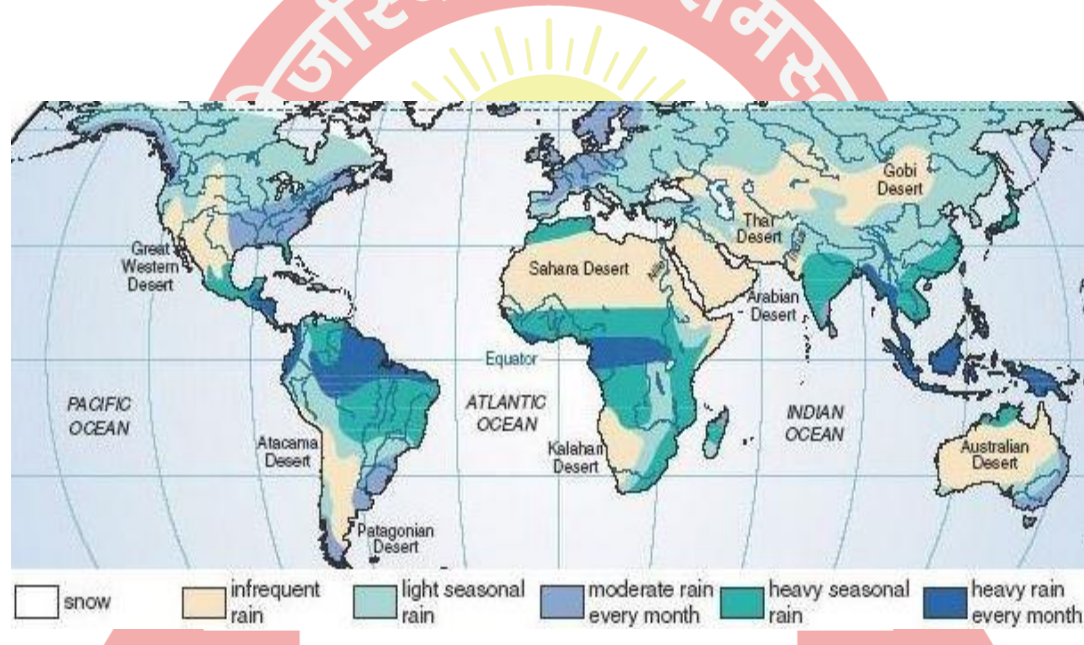 Gobi
Desert
Thar
Desert
Great
Western
Desert
Sahara Desert
Nile
Arabian
Desert
Equator
PACIFIC
OCEAN
ATLANTIC
OCEAN
INDIAN
OCEAN
Atacama
Desert
Kalahari
Desert
Australian
Desert
Patagonian
Desert
snow
infrequent
rain
light seasonal
rain
moderate rain
every month
heavy seasonal
rain
heavy rain
every month